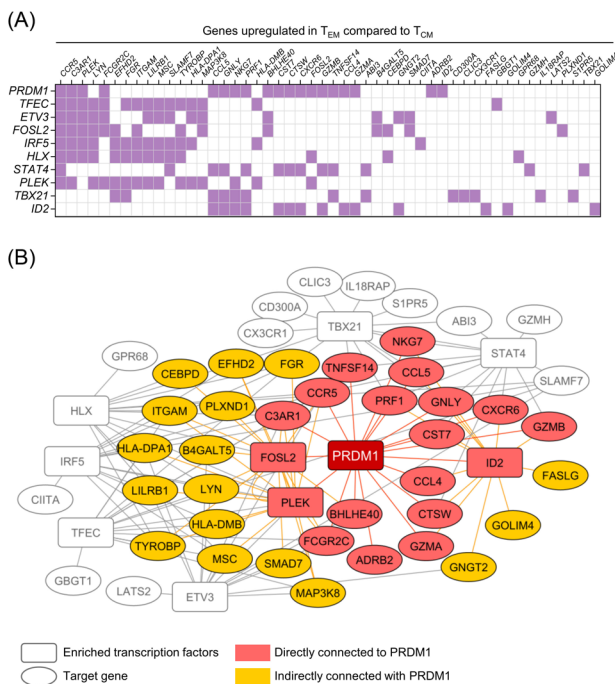 (A)
Genes upregulated in TEM compared to TCM
CCR5
C3AR1
PLEK
LYN
FCGR2C
EFHD2
FGR
ITGAM
LILRB1
MSC
SLAMF7
TYROBP
HLA-DPA1
MAP3K8
CCL5
GNLY
NKG7
PRF1
HLA-DMB
BHLHE40
CST7
CTSW
CXCR6
FOSL2
GZMB
TNFSF14
CCL4
GZMA
ABI3
B4GALT5
CEBPD
GNGT2
SMAD7
CIITA
ADRB2
ID2
CD300A
CLIC3
CX3CR1
FASLG
GBGT1
GOLIM4
GPR68
GZMH
IL18RAP
LATS2
PLXND1
S1PR5
TBX21
PRDM1
TFEC
ETV3
FOSL2
IRF5
HLX
STAT4
PLEK
TBX21
ID2
(B)
CLIC3
IL18RAP
CD300A
S1PR5
TBX21
ABI3
GZMH
CX3CR1
NKG7
STAT4
GPR68
EFHD2
FGR
TNFSF14
CEBPD
CCL5
SLAMF7
CCR5
PRF1
GNLY
HLX
ITGAM
PLXND1
CXCR6
C3AR1
GZMB
CST7
HLA-DPA1
B4GALT5
FOSL2
PRDM1
ID2
IRF5
FASLG
CCL4
LILRB1
LYN
PLEK
CIITA
BHLHE40
CTSW
HLA-DMB
GOLIM4
TFEC
TYROBP
FCGR2C
GZMA
MSC
SMAD7
ADRB2
GNGT2
GBGT1
LATS2
ETV3
MAP3K8
Enriched transcription factors
Directly connected to PRDM1
Target gene
Indirectly connected with PRDM1